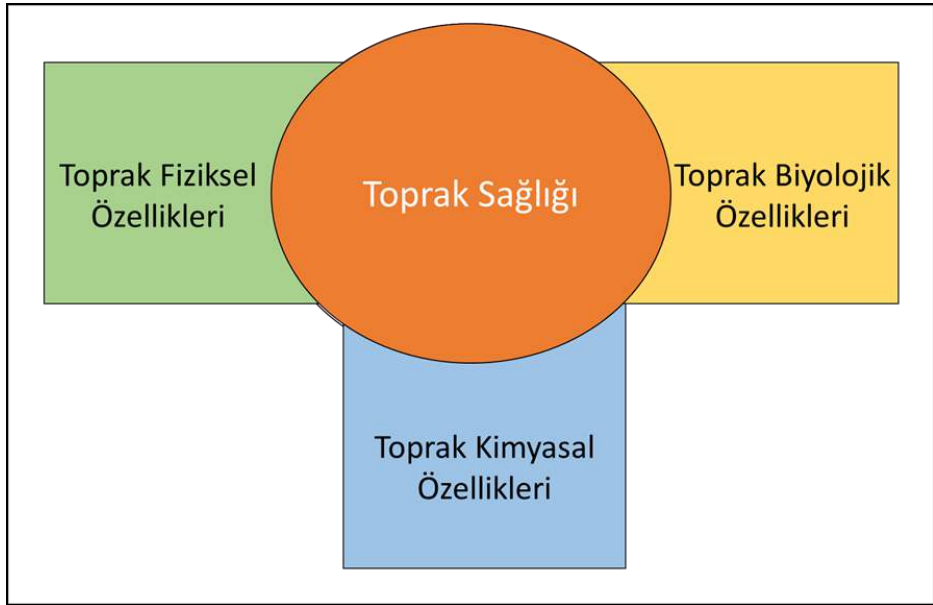 Toprak Fiziksel
Özellikleri
Toprak Sağlığı
Toprak Biyolojik
Özellikleri
Toprak Kimyasal
Özellikleri